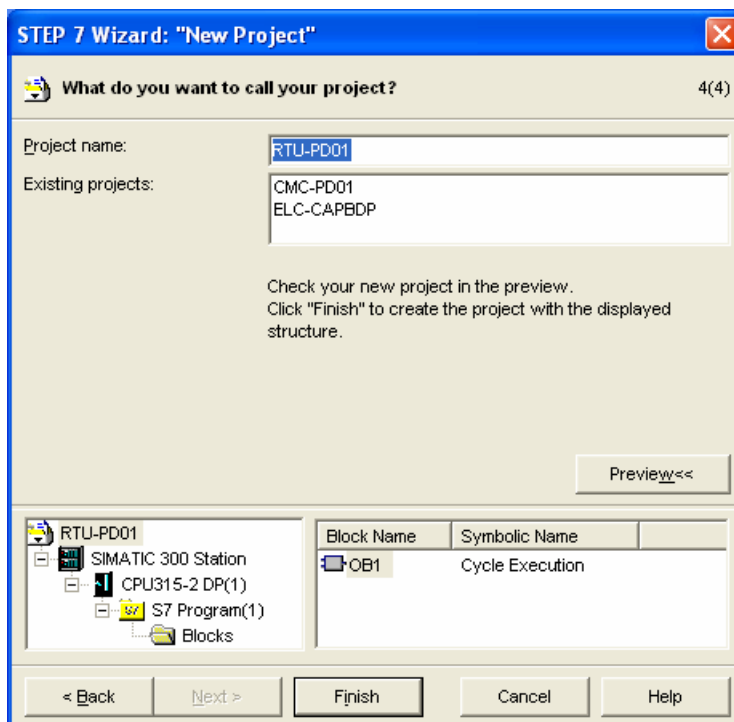 STEP 7 Wizard: "New Project"
What do you want to call your project?
4(4)
Project name:
RTU-PD01
Existing projects:
CMC-PD01
ELC-CAPBDP
Check your new project in the preview.
Click "Finish" to create the project with the displayed
structure.
Preview<<
RTU-PD01
SIMATIC 300 Station
CPU315-2 DP(1)
S7 Program(1)
Blocks
Block Name
Symbolic Name
OB1
Cycle Execution
< Back
Next >
Finish
Cancel
Help